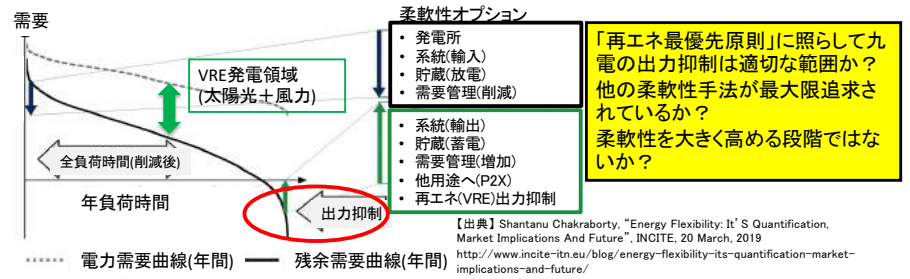 需要
柔軟性オプション
• 発電所
• 系統(輸入)
• 貯蔵(放電)
• 需要管理(削減)
VRE発電領域
(太陽光＋風力)
• 系統(輸出)
• 貯蔵(蓄電)
• 需要管理(増加)
• 他用途へ(P2X)
• 再エネ(VRE)出力抑制
全負荷時間(削減後)
年負荷時間
出力抑制
電力需要曲線(年間)
残余需要曲線(年間)
「再エネ最優先原則」に照らして九
電の出力抑制は適切な範囲か？
他の柔軟性手法が最大限追求さ
れているか？
柔軟性を大きく高める段階ではな
いか？
【出典】Shantanu Chakraborty, “Energy Flexibility: It’S Quantification,
Market Implications And Future”, INCITE, 20 March, 2019
http://www.incite-itn.eu/blog/energy-flexibility-its-quantification-market-
implications-and-future/